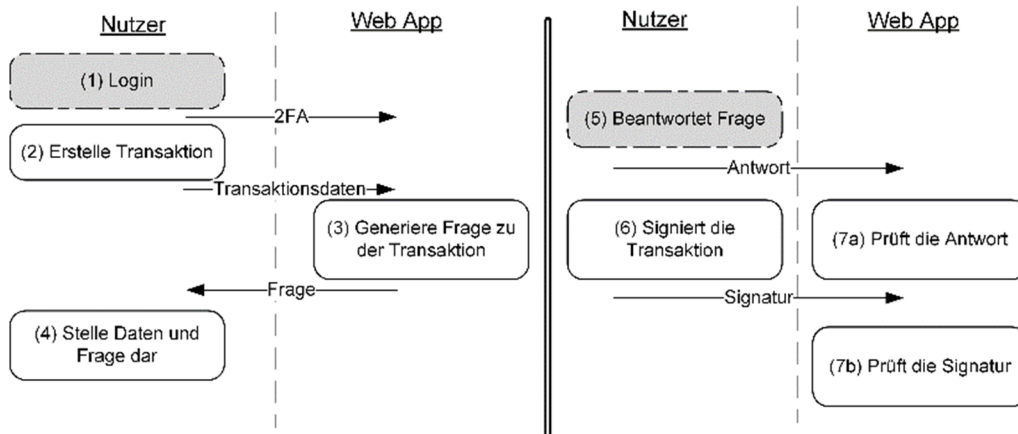 Nutzer
Web App
(1) Login
2FA
(2) Erstelle Transaktion
Transaktionsdaten
(3) Generiere Frage zu
der Transaktion
Frage
(4) Stelle Daten und
Frage dar
Nutzer
Web App
(5) Beantwortet Frage
Antwort
(6) Signiert die
Transaktion
(7a) Prüft die Antwort
Signatur
(7b) Prüft die Signatur